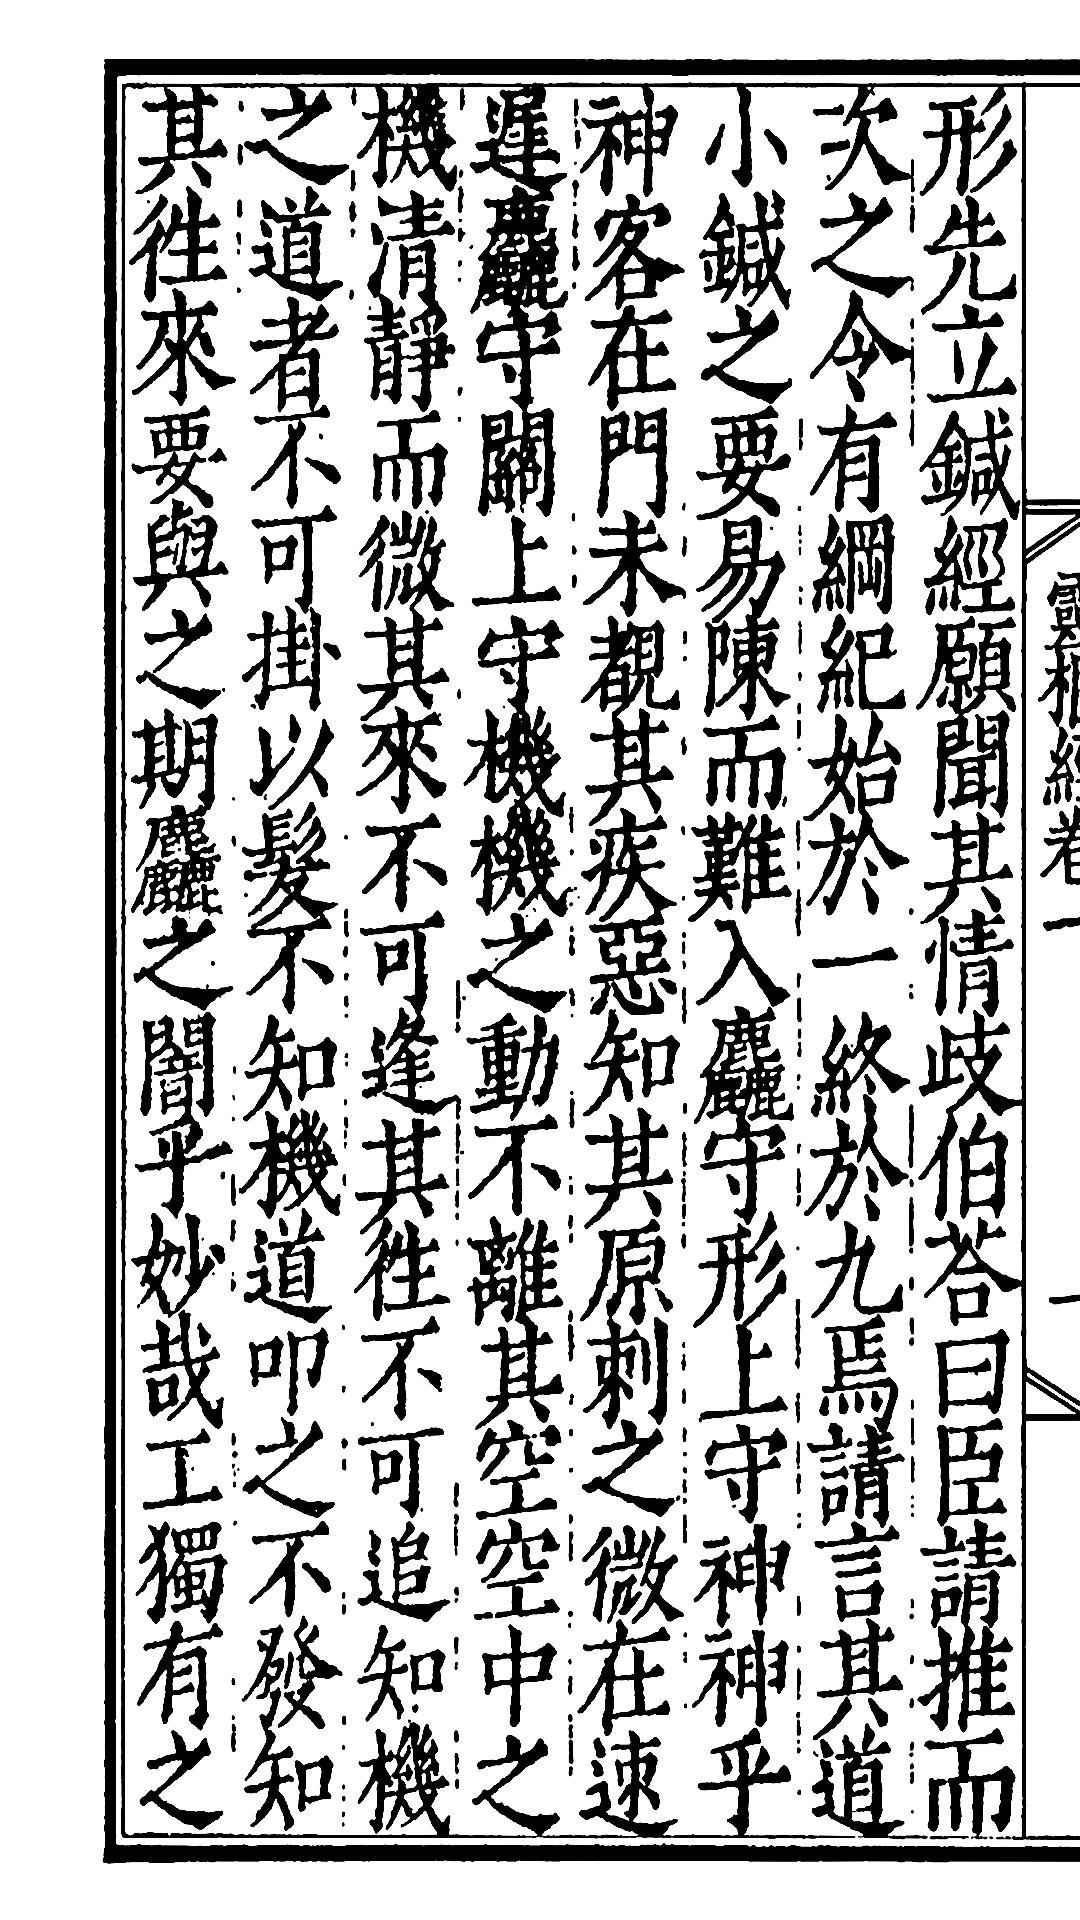 靈樞經卷一
一
形先立鍼經願聞其情歧伯荅曰臣請推而
次之令有綱紀始於一終於九焉請言其道
小鍼之要易陳而難入麤守形上守神神乎
神客在門未覩其疾惡知其原刺之微在速
遲麤守關上守機機之動不離其空空中之
機清靜而微其來不可逢其徃不可追知機
之道者不可掛以髮不知機道叩之不發知
其徃來要與之期麤之闇乎妙哉工獨有之